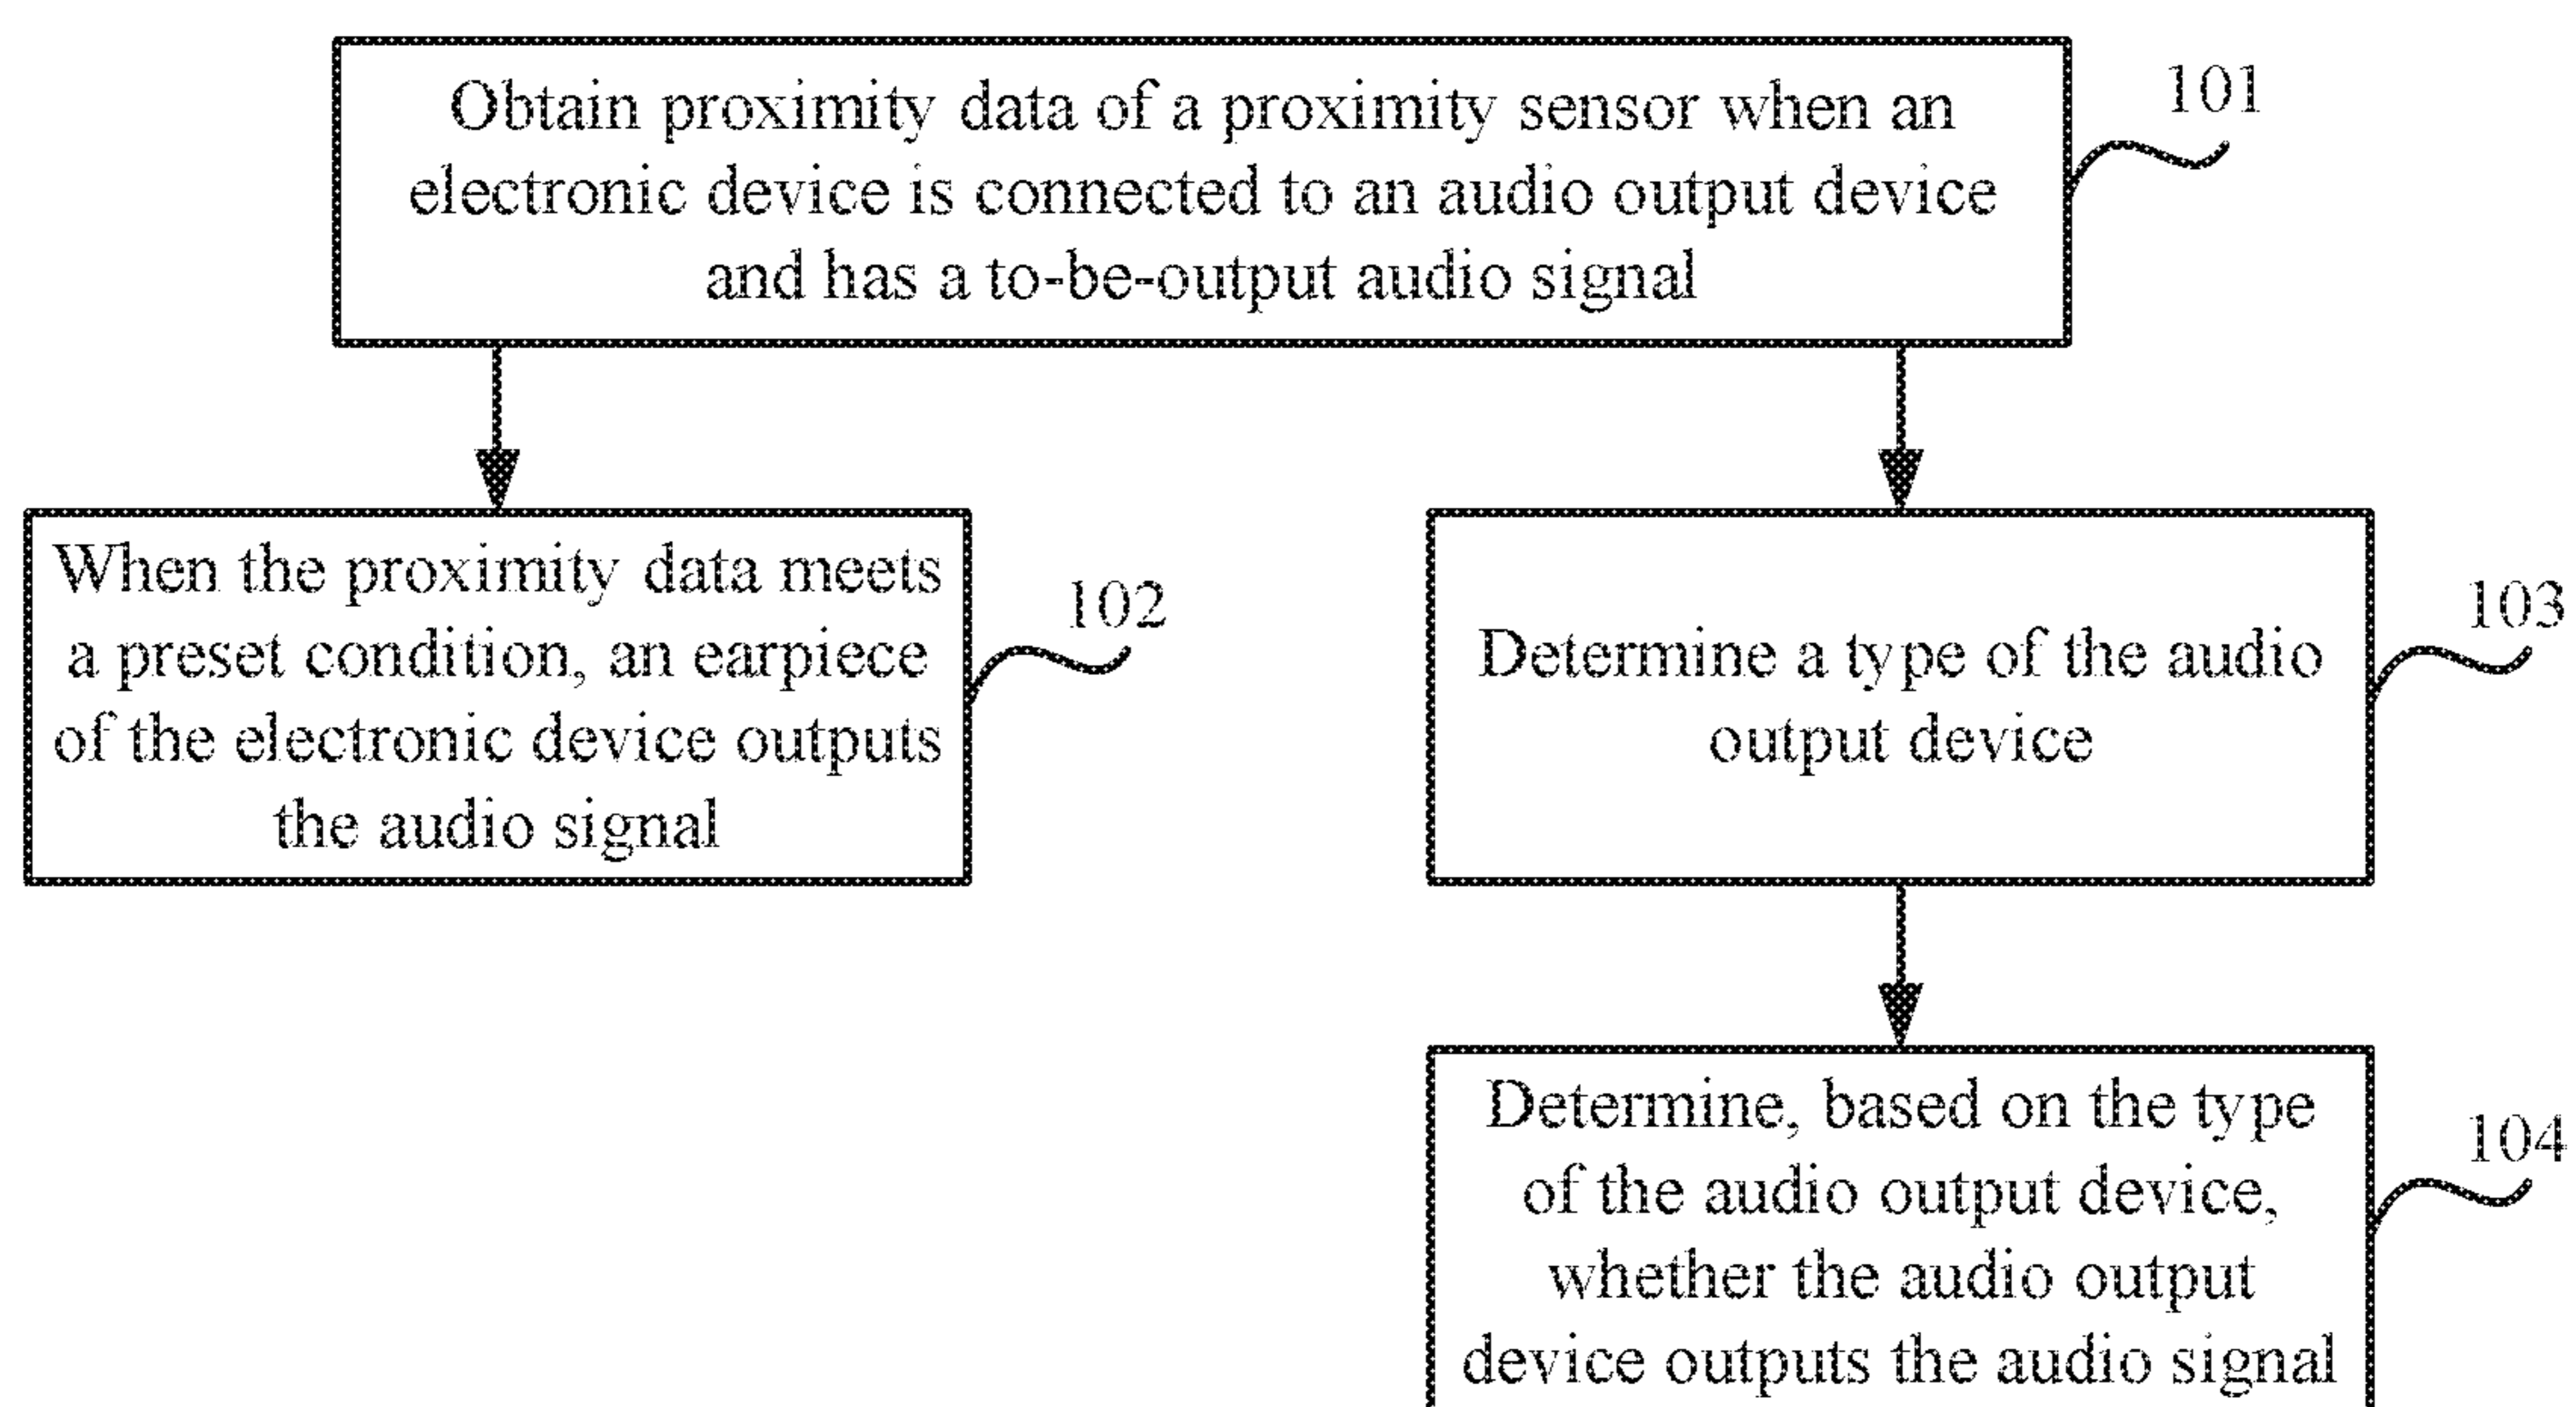 Obtain proximity data of a proximity sensor when an
electronic device is connected to an audio output device
and has a to-be-output audio signal
101
When the proximity data meets
a preset condition, an earpiece
of the electronic device outputs
the audio signal
102
Determine a type of the audio
output device
103
Determine, based on the type
of the audio output device,
whether the audio output
device outputs the audio signal
104